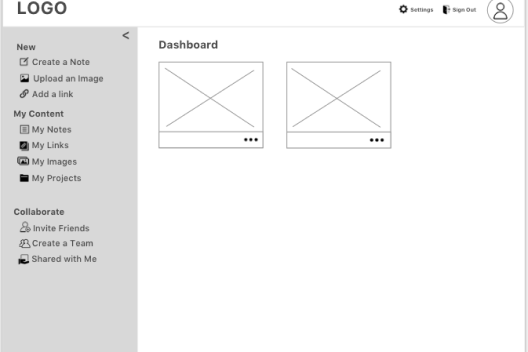 LOGO
Settings
Sign Out
<
New
Create a Note
Upload an Image
Add a link
My Content
My Notes
My Links
My Images
My Projects
Collaborate
Invite Friends
Create a Team
Shared with Me
Dashboard